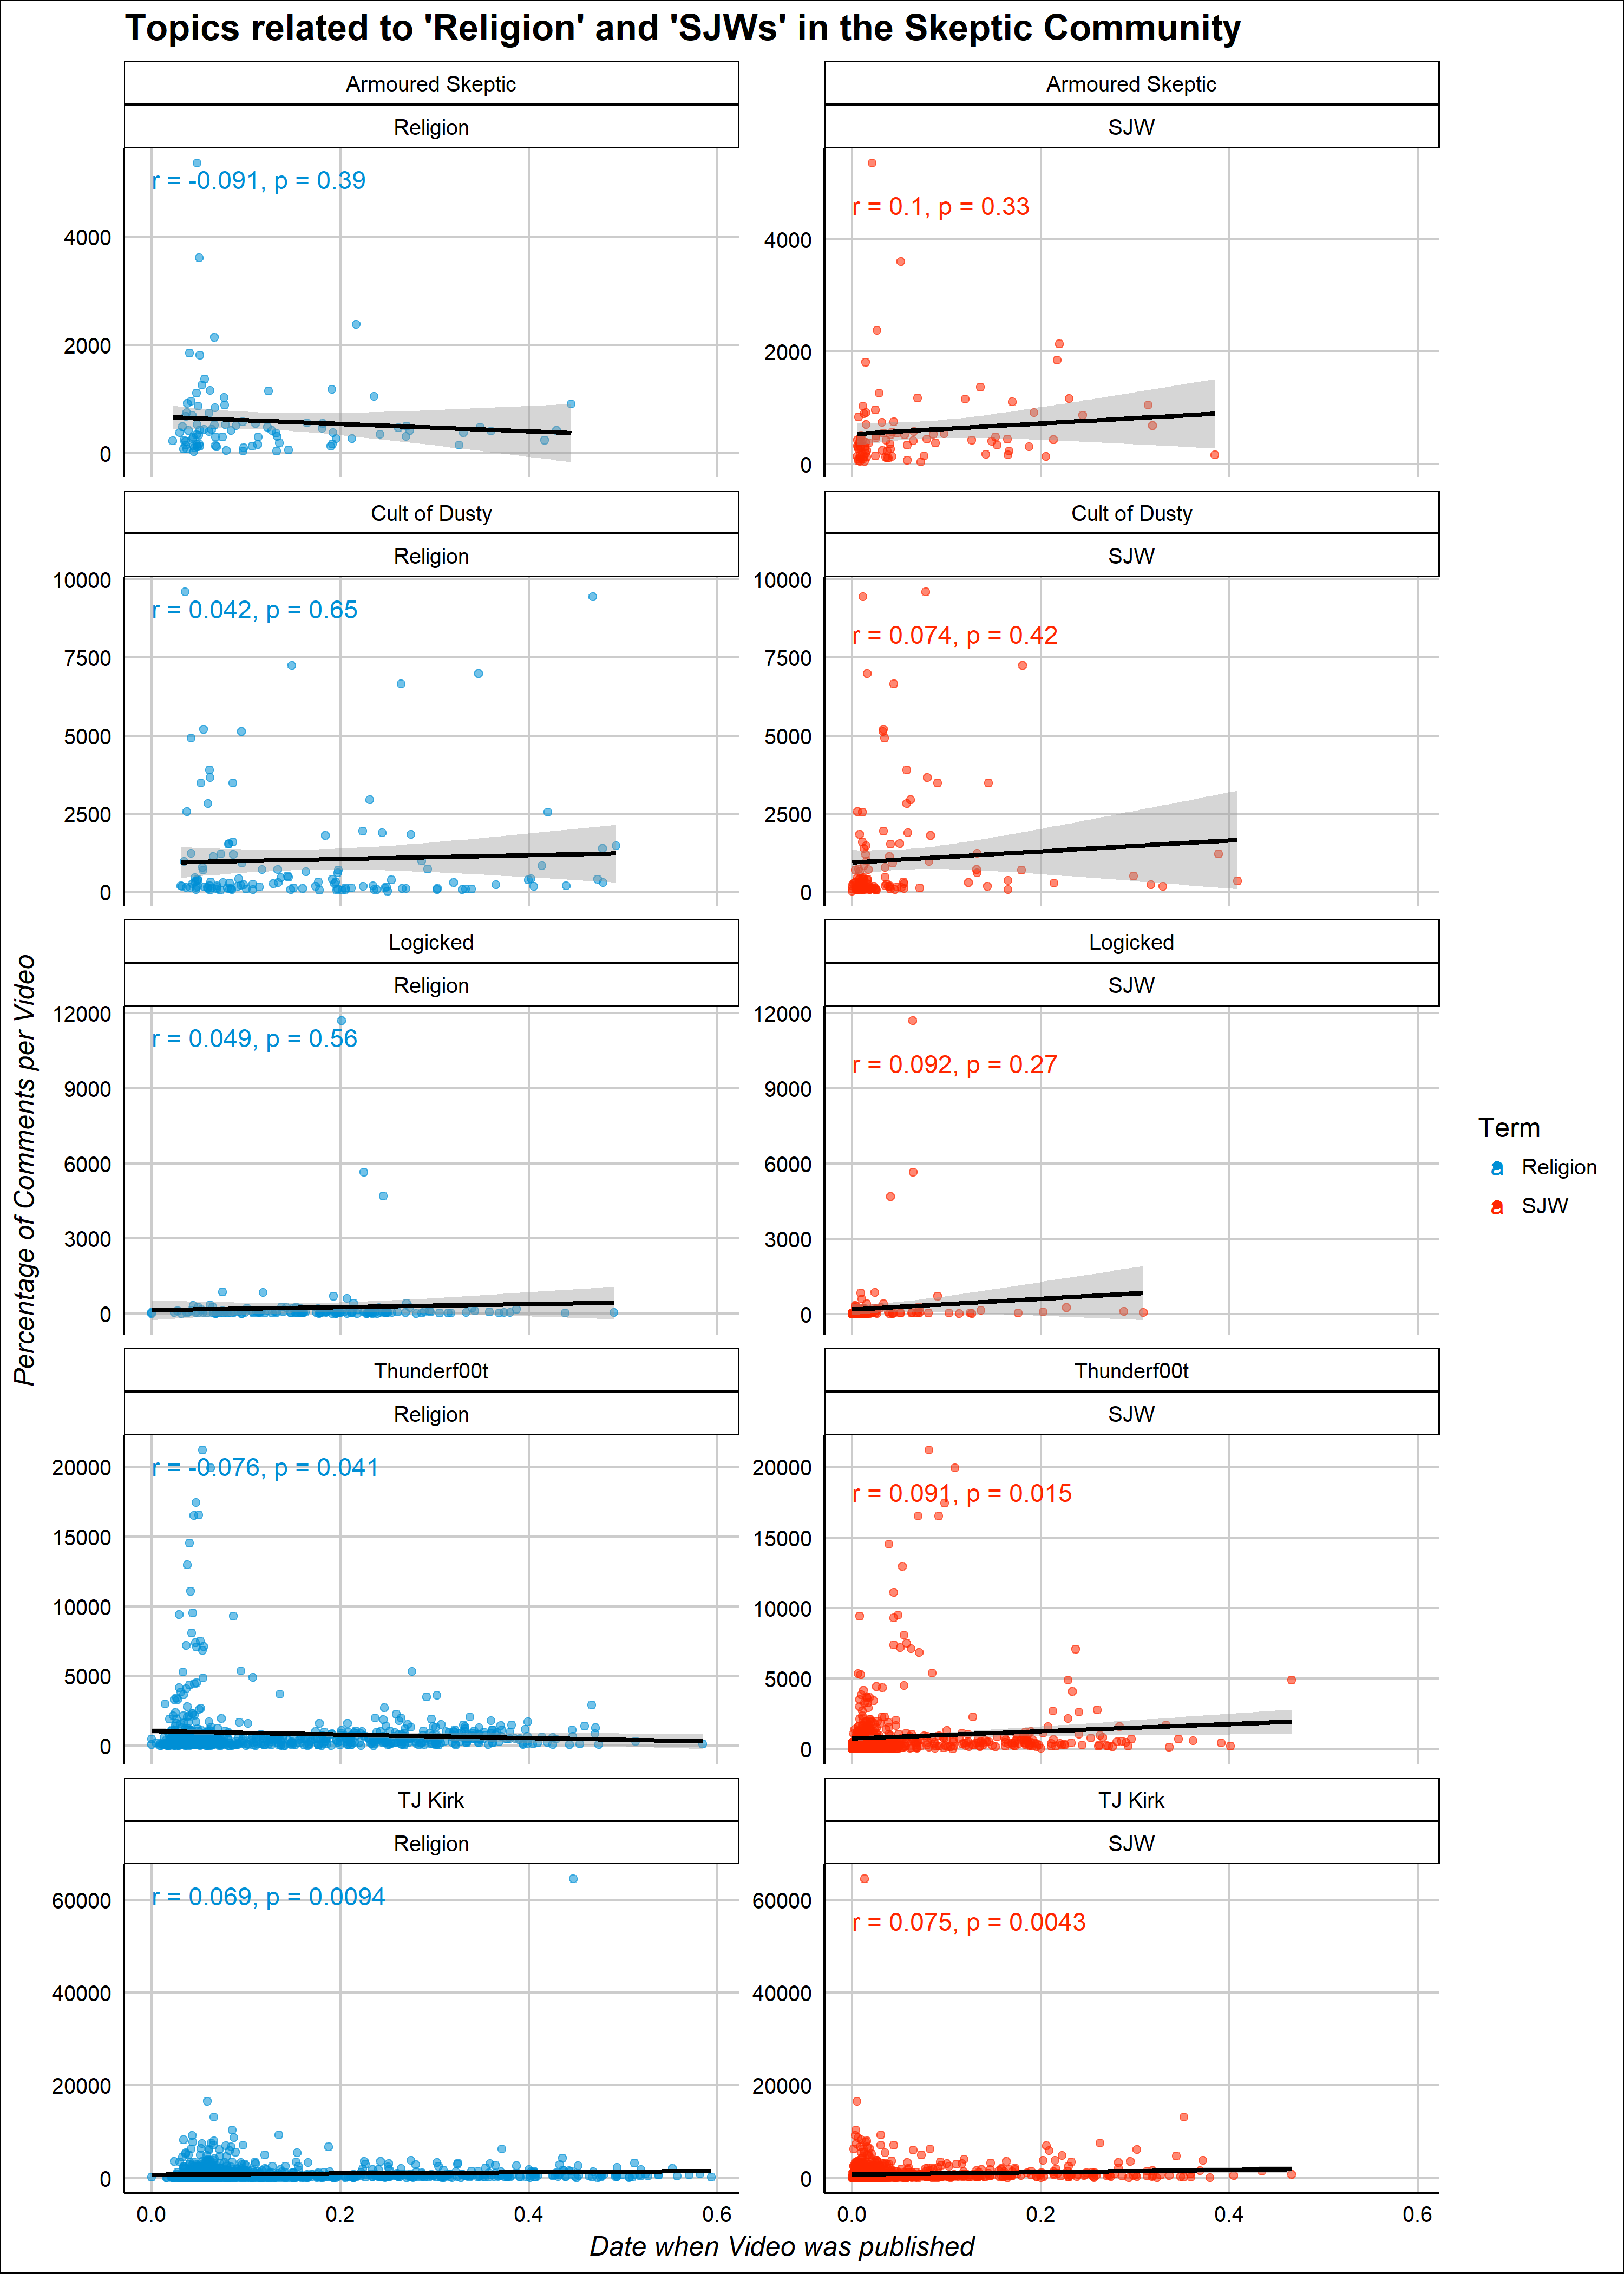 Topics related to 'Religion' and 'SJWs' in the Skeptic Community
Armoured Skeptic
Religion
r = -0.091, p = 0.39
4000
2000
0
Armoured Skeptic
SJW
r = 0.1, p = 0.33
4000
2000
0
Cult of Dusty
Religion
r = 0.042, p = 0.65
10000
7500
5000
2500
0
Cult of Dusty
SJW
r = 0.074, p = 0.42
10000
7500
5000
2500
0
Logicked
Religion
r = 0.049, p = 0.56
12000
9000
6000
3000
0
Logicked
SJW
r = 0.092, p = 0.27
12000
9000
6000
3000
0
Thunderf00t
Religion
r = -0.076, p = 0.041
20000
15000
10000
5000
0
Thunderf00t
SJW
r = 0.091, p = 0.015
20000
15000
10000
5000
0
TJ Kirk
Religion
r = 0.069, p = 0.0094
60000
40000
20000
0
0.0 0.2 0.4 0.6
TJ Kirk
SJW
r = 0.075, p = 0.0043
60000
40000
20000
0
0.0 0.2 0.4 0.6
Percentage of Comments per Video
Date when Video was published
Term
a Religion
a SJW